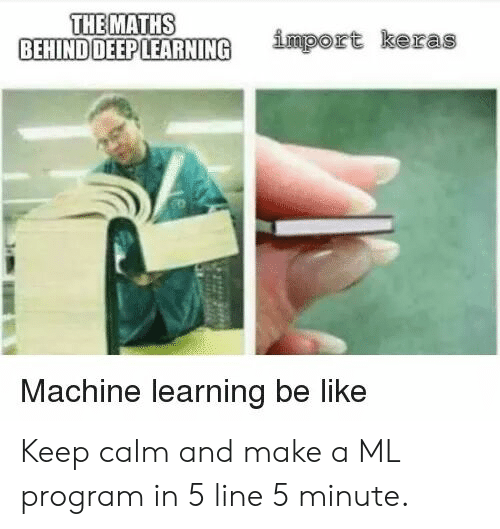 THE MATHS
BEHIND DEEP LEARNING
import keras
Machine learning be like
Keep calm and make a ML
program in 5 line 5 minute.